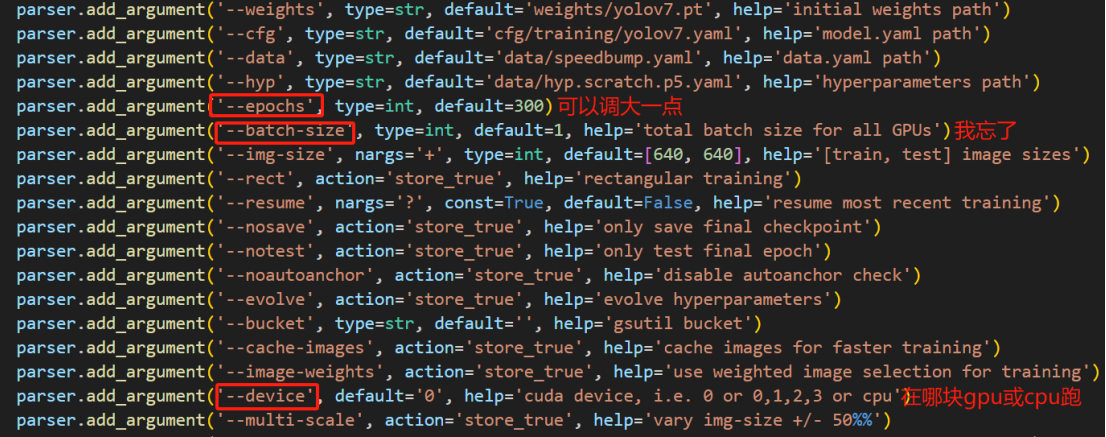 parser.add_argument('--weights', type=str, default='weights/yolov7.pt', help='initial weights path')
parser.add_argument('--cfg', type=str, default='cfg/training/yolov7.yaml', help='model.yaml path')
parser.add_argument('--data', type=str, default='data/speedbump.yaml', help='data.yaml path')
parser.add_argument('--hyp', type=str, default='data/hyp.scratch.p5.yaml', help='hyperparameters path')
parser.add_argument('--epochs', type=int, default=300) 可以调大一点
parser.add_argument('--batch-size', type=int, default=1, help='total batch size for all GPUs') 我忘了
parser.add_argument('--img-size', nargs='+', type=int, default=[640, 640], help='[train, test] image sizes')
parser.add_argument('--rect', action='store_true', help='rectangular training')
parser.add_argument('--resume', nargs='?', const=True, default=False, help='resume most recent training')
parser.add_argument('--nosave', action='store_true', help='only save final checkpoint')
parser.add_argument('--notest', action='store_true', help='only test final epoch')
parser.add_argument('--noautoanchor', action='store_true', help='disable autoanchor check')
parser.add_argument('--evolve', action='store_true', help='evolve hyperparameters')
parser.add_argument('--bucket', type=str, default='', help='gsutil bucket')
parser.add_argument('--cache-images', action='store_true', help='cache images for faster training')
parser.add_argument('--image-weights', action='store_true', help='use weighted image selection for training')
parser.add_argument('--device', default='0', help='cuda device, i.e. 0 or 0,1,2,3 or cpu') 在哪块gpu或cpu跑
parser.add_argument('--multi-scale', action='store_true', help='vary img-size +/- 50%%')